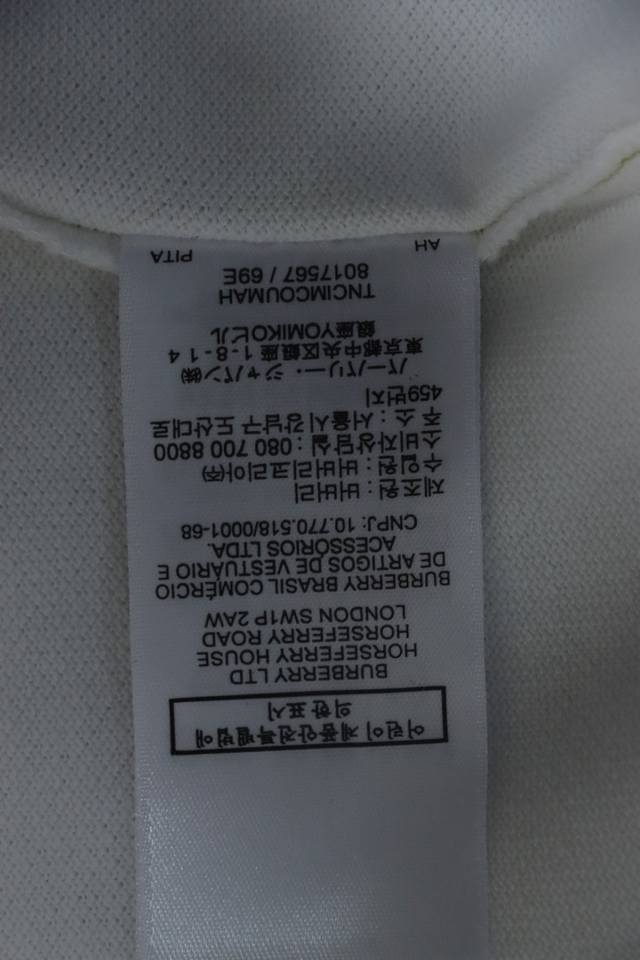 어린이제품안전특별법에
의한 표시
BURBERRY LTD
HORSEFERRY HOUSE
HORSEFERRY ROAD
LONDON SW1P 2AW
BURBERRY BRASIL COMÉRCIO
DE ARTIGOS DE VESTUÁRIO E
ACESSÓRIOS LTDA.
CNPJ: 10.770.518/0001-68
제조원 : 버버리
수입원 : 버버리코리아㈜
소비자상담실 : 080 700 8800
주 소 : 서울시 강남구 도산대로
459번지
バーバリー・ジャパン㈱
東京都中央区銀座 1-8-14
銀座YOMIKOビル
TNCIMCOUMAH
8017567 / 69E
AH PITA